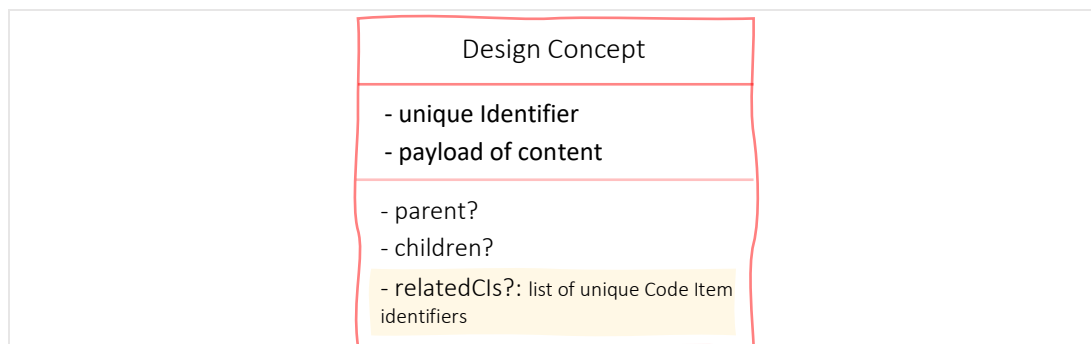 Design Concept
- unique Identifier
- payload of content
- parent?
- children?
- relatedCIs?: list of unique Code Item
identifiers